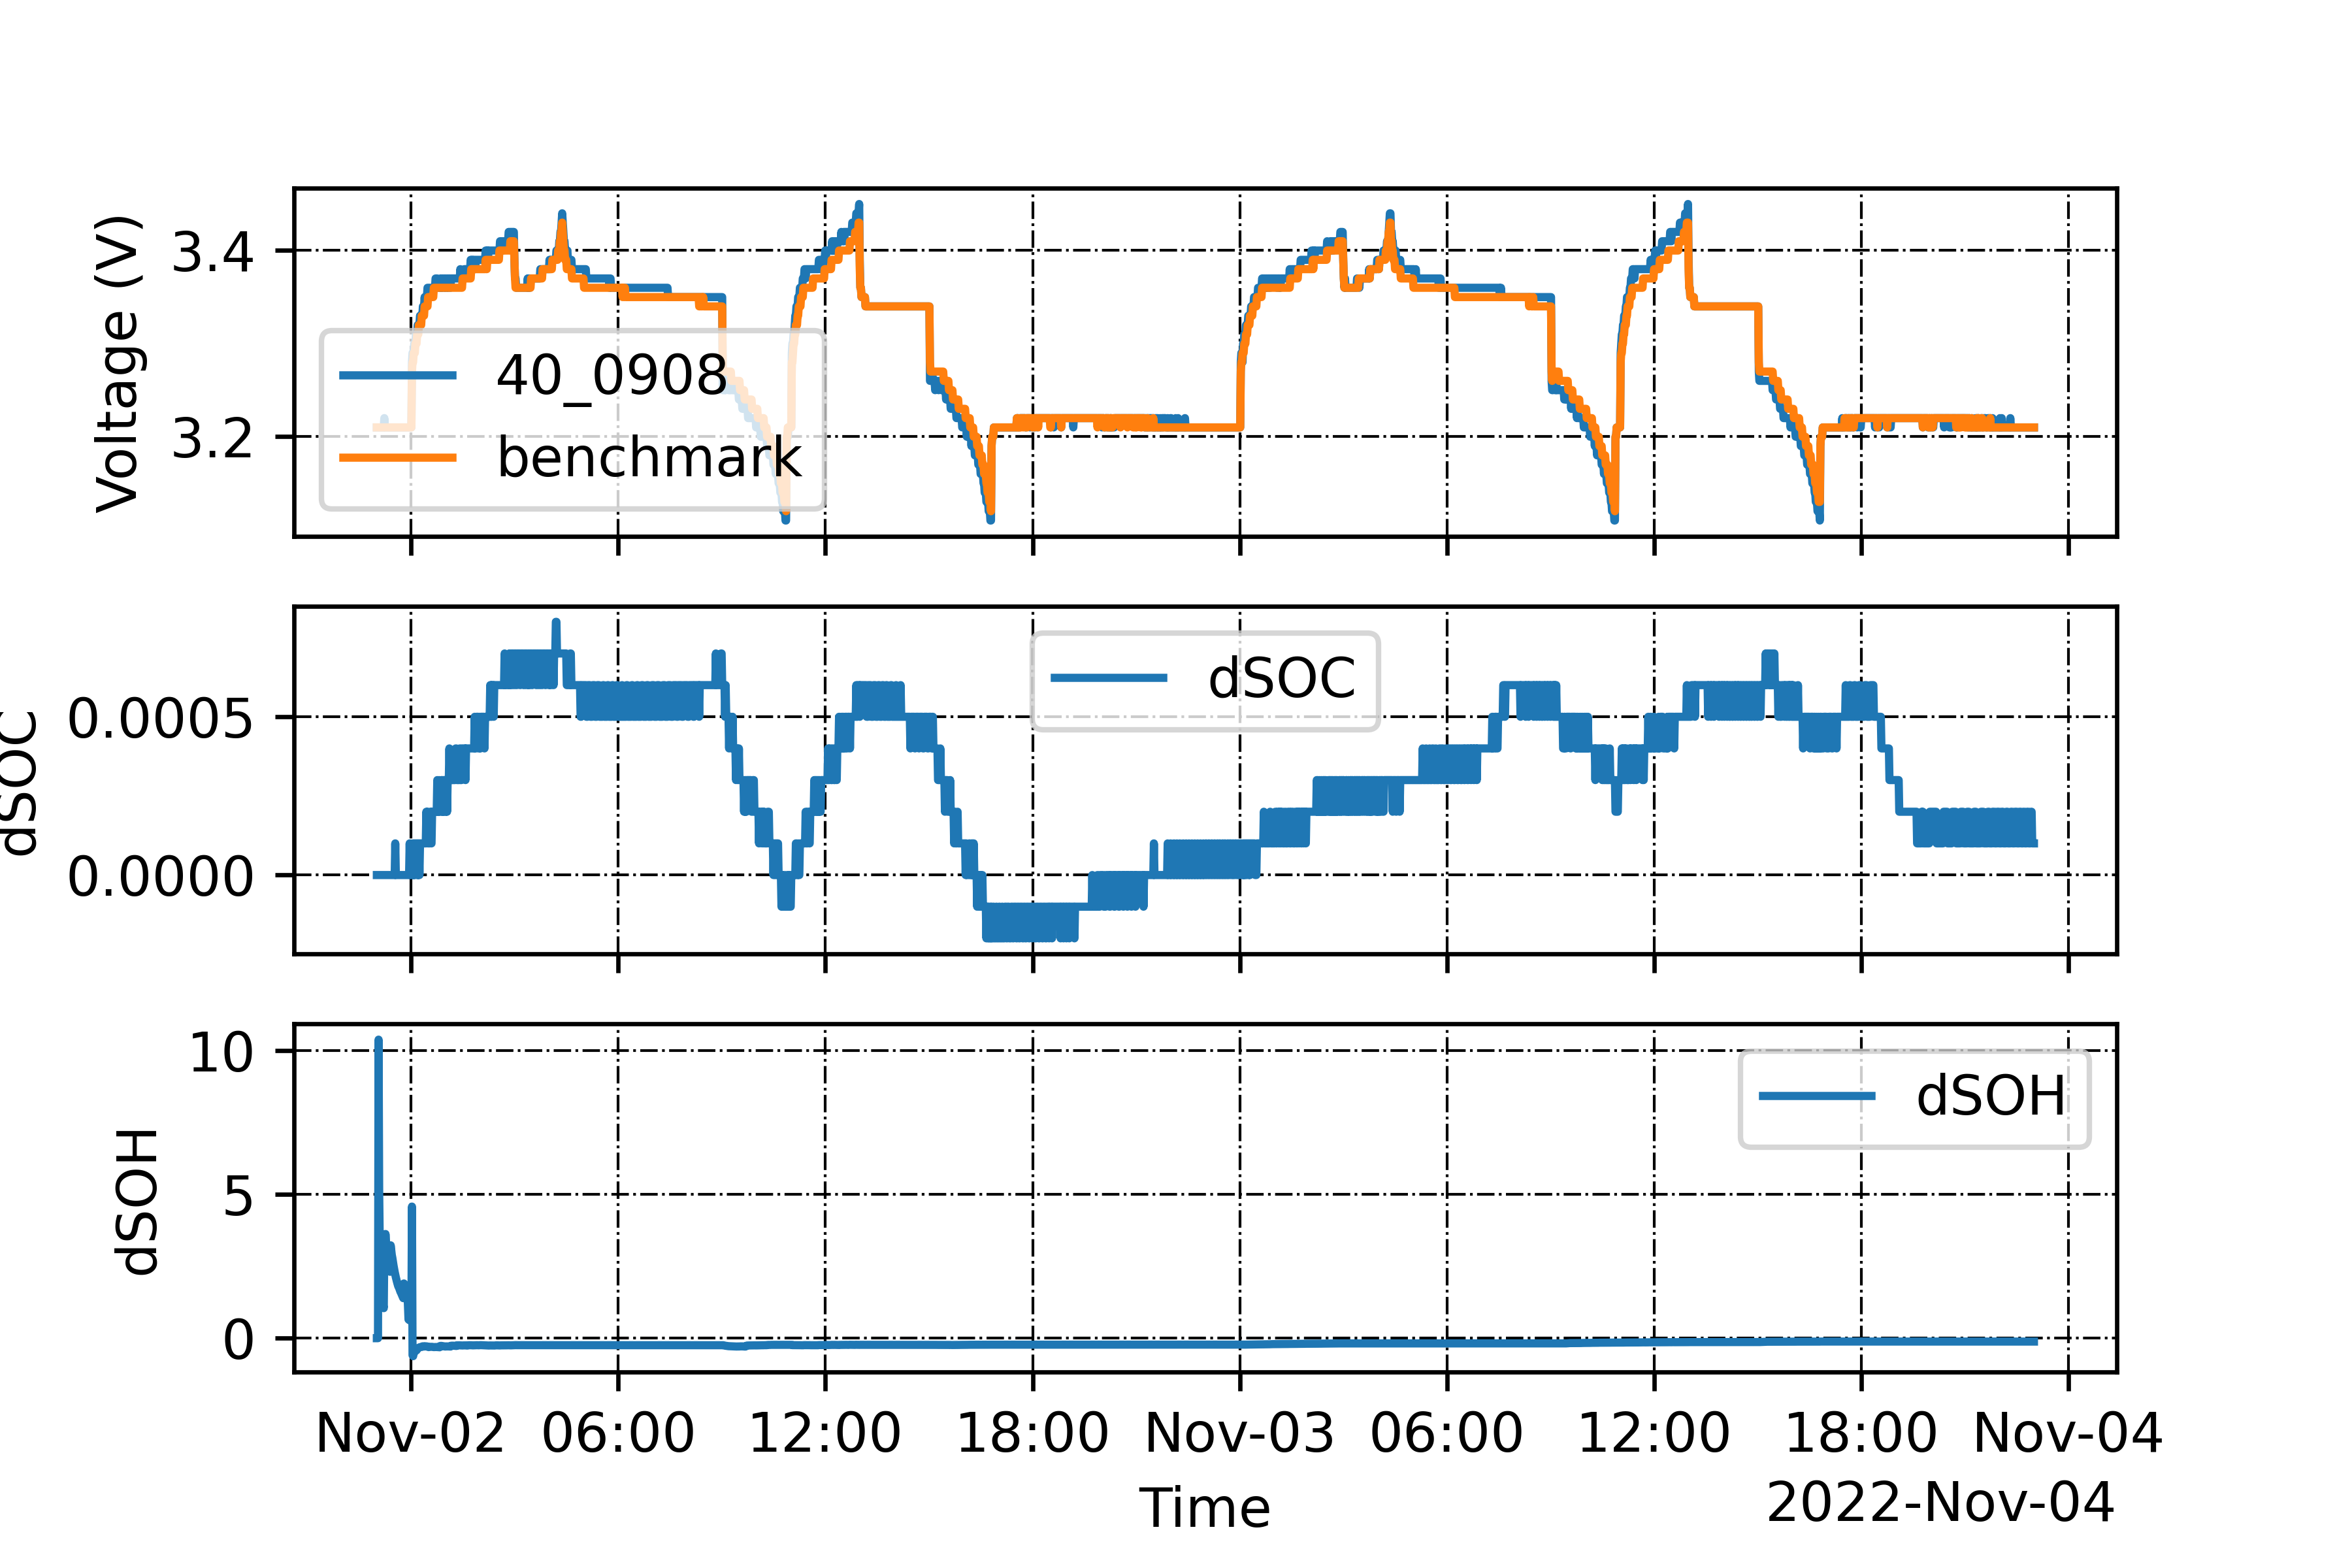 Voltage (V)
3.4
3.2
40_0908
benchmark
dSOC
0.0005
0.0000
dSOC
dSOH
10
5
0
dSOH
Nov-02 06:00 12:00 18:00 Nov-03 06:00 12:00 18:00 Nov-04
Time
2022-Nov-04